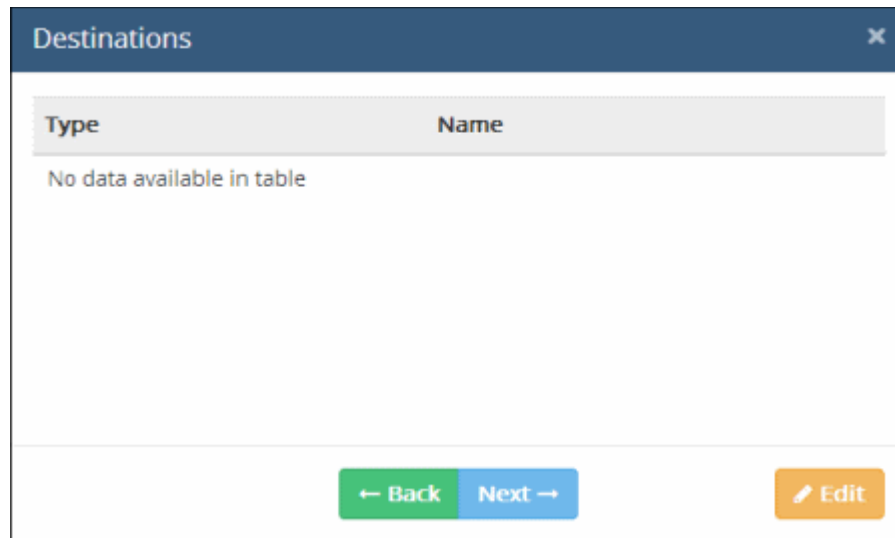 Destinations ×
Type Name
No data available in table
← Back Next → Edit